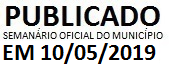 PUBLICADO
SEMANÁRIO OFICIAL DO MUNICÍPIO
EM 10/05/2019